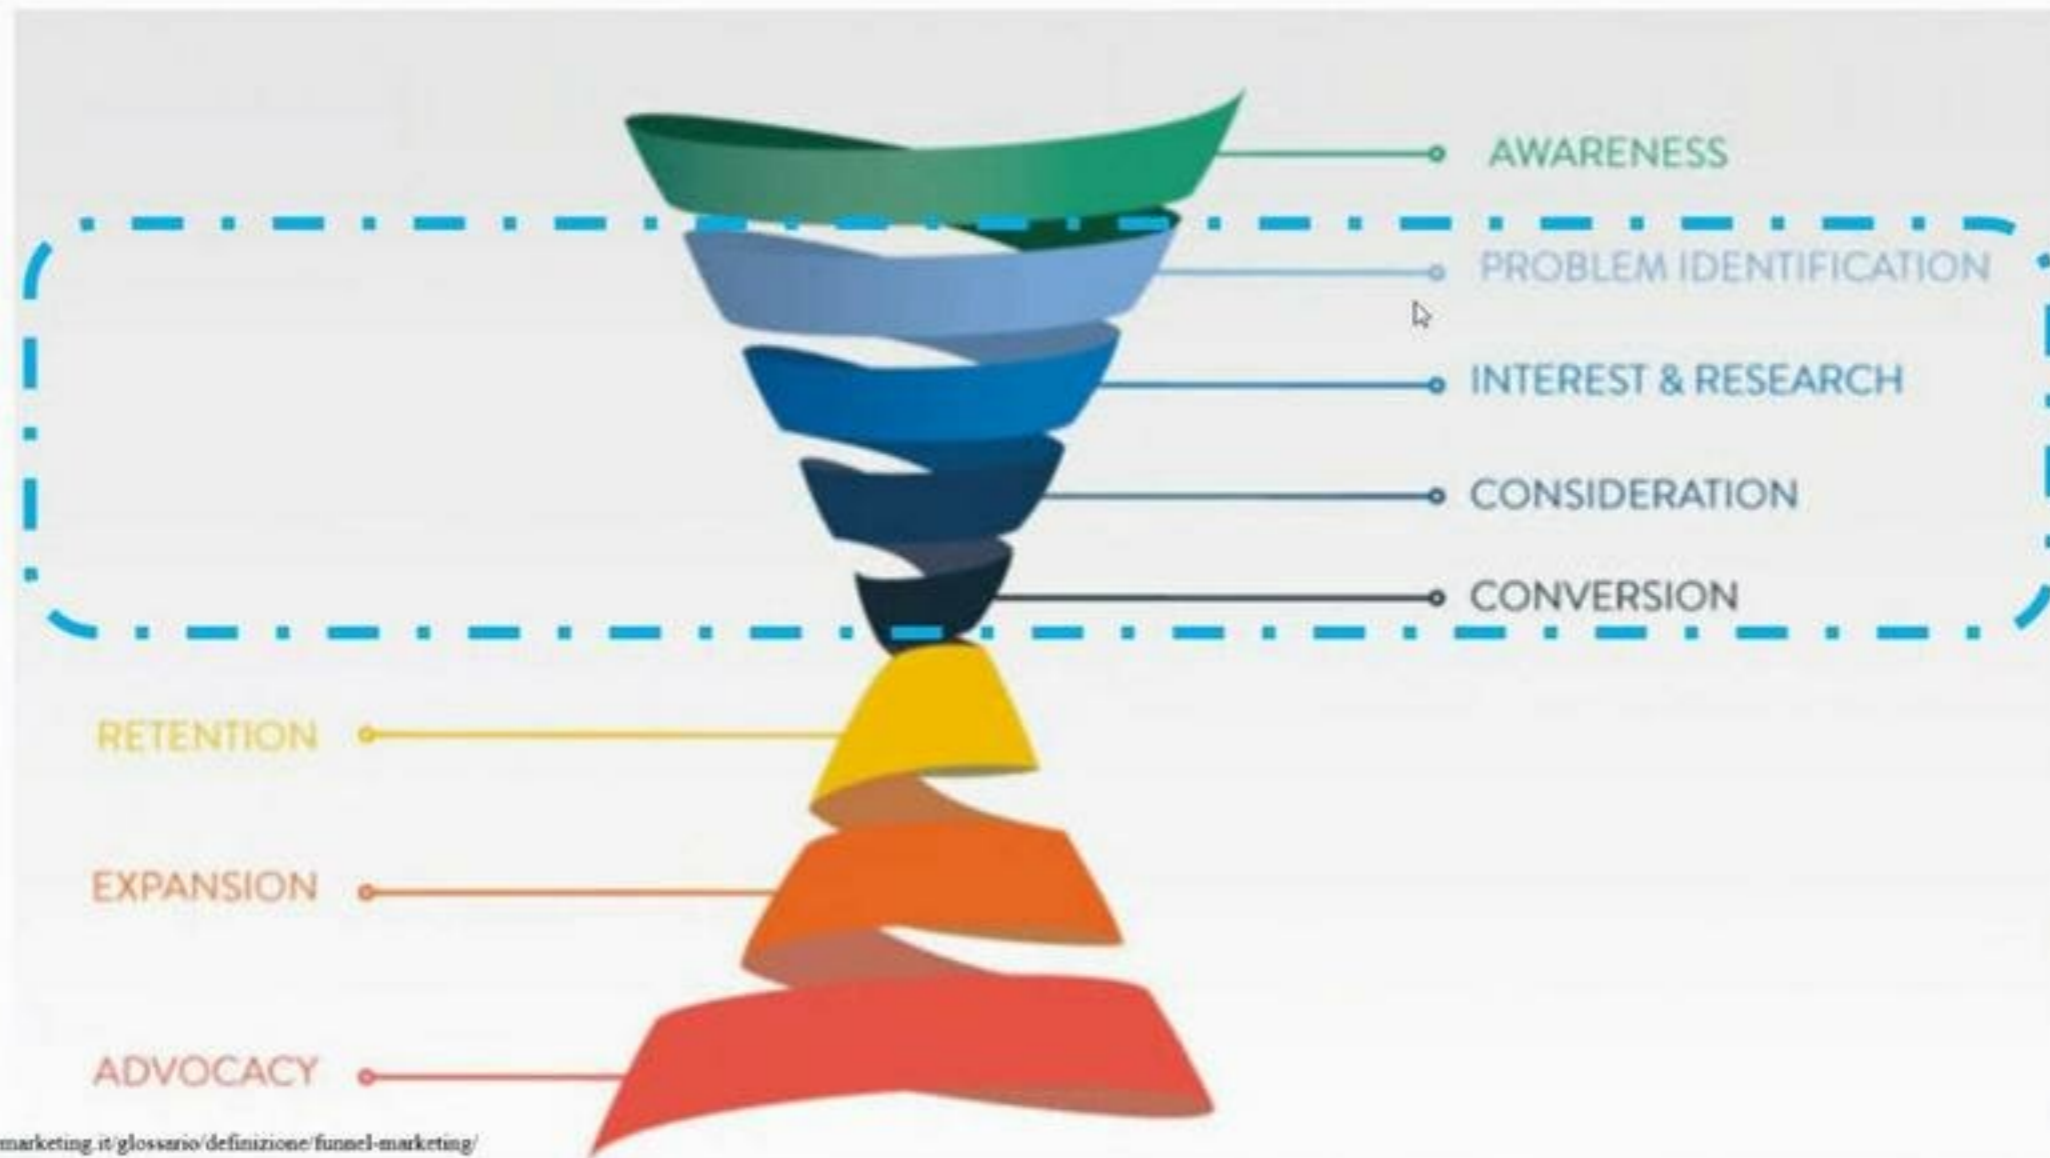 AWARENESS
PROBLEM IDENTIFICATION
INTEREST & RESEARCH
CONSIDERATION
CONVERSION
RETENTION
EXPANSION
ADVOCACY
marketing.it/glossario/definizione/funnel-marketing/